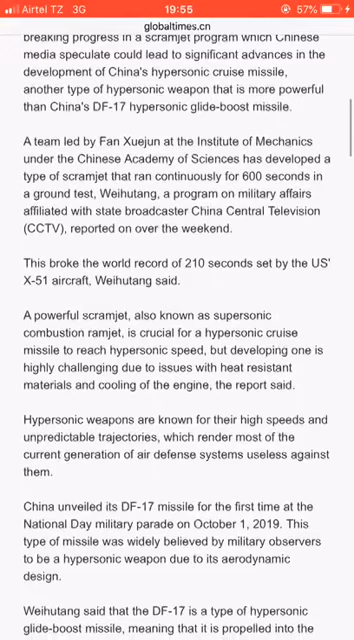 Airtel TZ 3G 19:55 57%
globaltimes.cn
breaking progress in a scramjet program which Chinese
media speculate could lead to significant advances in the
development of China's hypersonic cruise missile,
another type of hypersonic weapon that is more powerful
than China's DF-17 hypersonic glide-boost missile.
A team led by Fan Xuejun at the Institute of Mechanics
under the Chinese Academy of Sciences has developed a
type of scramjet that ran continuously for 600 seconds in
a ground test, Weihutang, a program on military affairs
affiliated with state broadcaster China Central Television
(CCTV), reported on over the weekend.
This broke the world record of 210 seconds set by the US'
X-51 aircraft, Weihutang said.
A powerful scramjet, also known as supersonic
combustion ramjet, is crucial for a hypersonic cruise
missile to reach hypersonic speed, but developing one is
highly challenging due to issues with heat resistant
materials and cooling of the engine, the report said.
Hypersonic weapons are known for their high speeds and
unpredictable trajectories, which render most of the
current generation of air defense systems useless against
them.
China unveiled its DF-17 missile for the first time at the
National Day military parade on October 1, 2019. This
type of missile was widely believed by military observers
to be a hypersonic weapon due to its aerodynamic
design.
Weihutang said that the DF-17 is a type of hypersonic
glide-boost missile, meaning that it is propelled into the